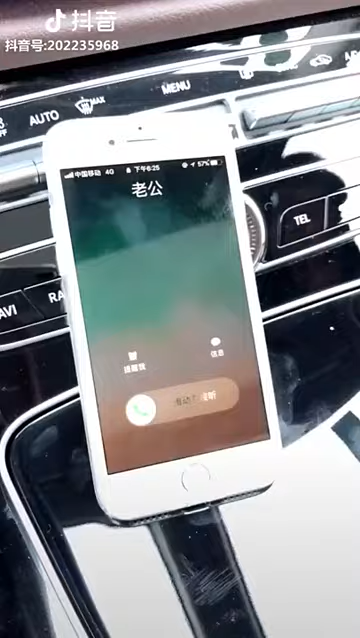 抖音
抖音号:202235968
AUTO
MAX
MENU
中国移动 4G 下午6:25 57%
老公
TEL
提醒我
信息
滑动来接听